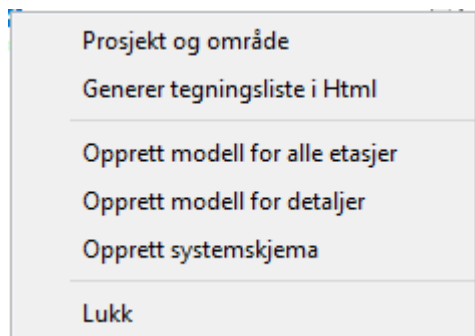 Prosjekt og område
Generer tegningsliste i Html
Opprett modell for alle etasjer
Opprett modell for detaljer
Opprett systemskjema
Lukk